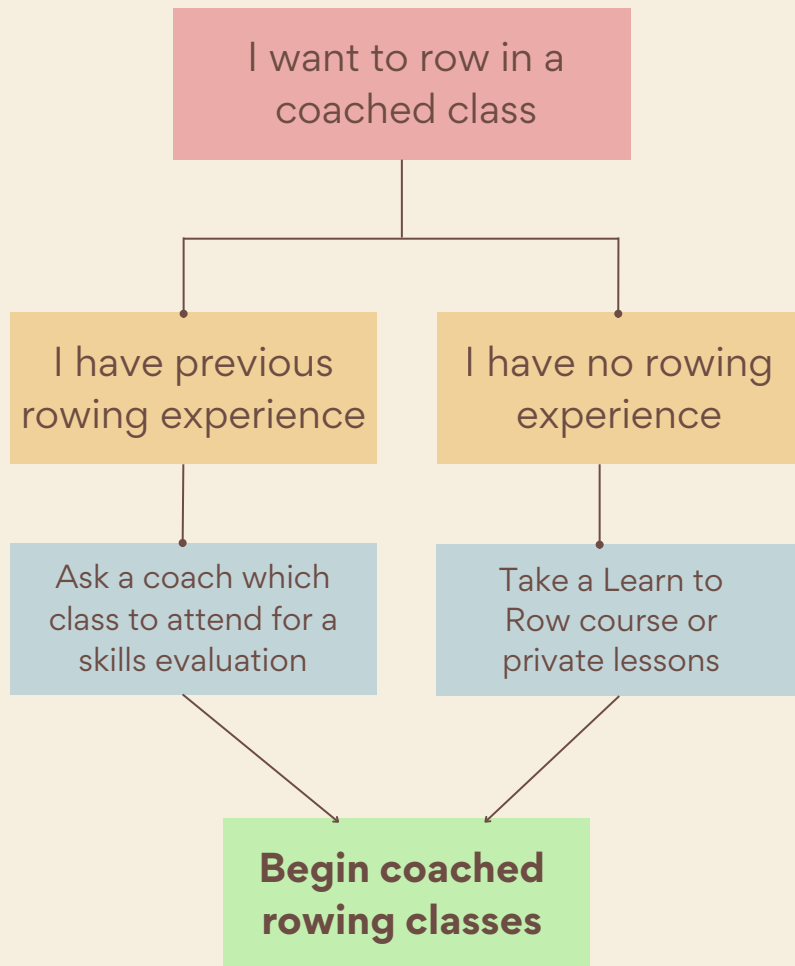 I want to row in a
coached class
I have previous
rowing experience
I have no rowing
experience
Ask a coach which
class to attend for a
skills evaluation
Take a Learn to
Row course or
private lessons
Begin coached
rowing classes